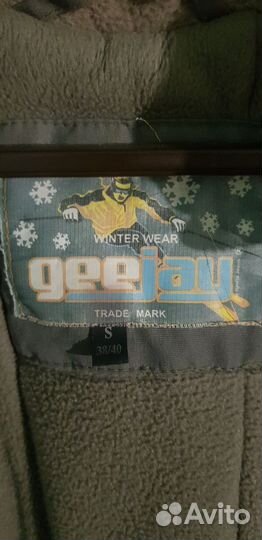 WINTER WEAR
geejay
®
TRADE MARK
S
38/40
Avito